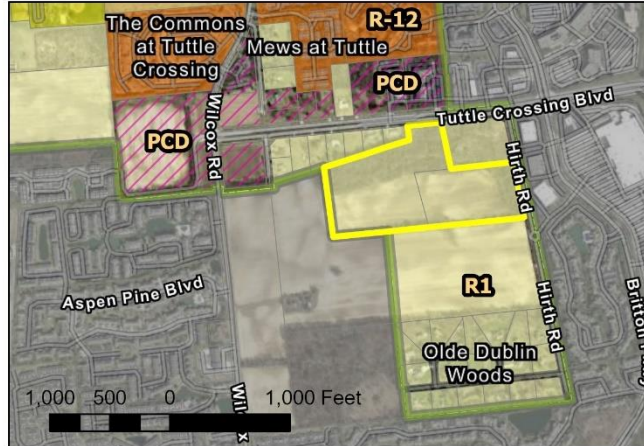 The Commons
at Tuttle
Crossing
R-12
Mews at Tuttle
PCD
Tuttle Crossing Blvd
PCD
Wilcox Rd
Hirth Rd
Aspen Pine Blvd
R1
Hirth Rd
Olde Dublin
Woods
1,000 500 0 1,000 Feet